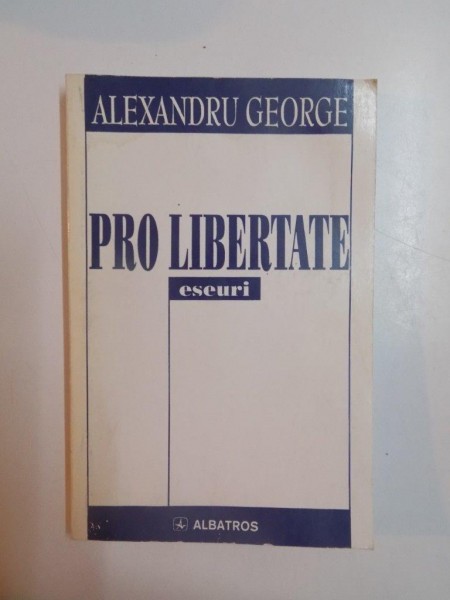 ALEXANDRU GEORGE
PRO LIBERTATE
eseuri
ALBATROS